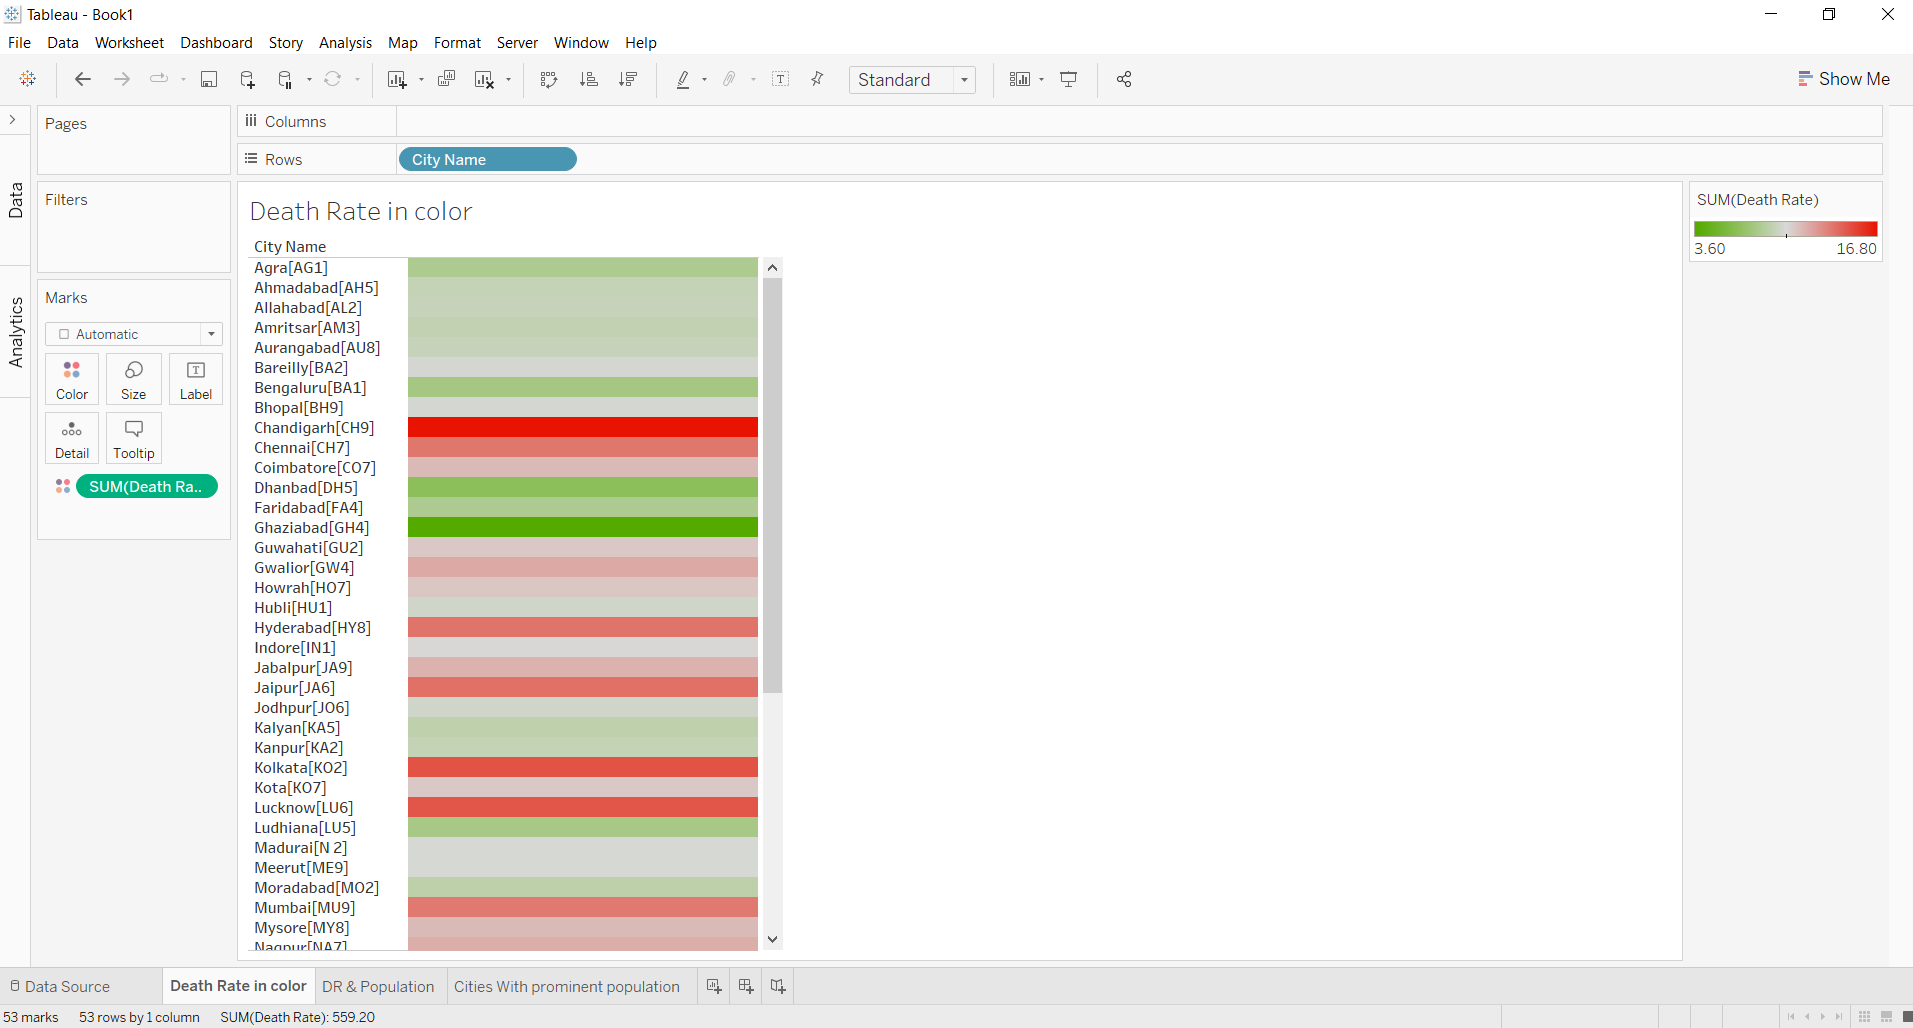 Tableau - Book1
File Data Worksheet Dashboard Story Analysis Map Format Server Window Help
Standard
Show Me
Data
Analytics
Pages
Filters
Marks
Automatic
Color Size Label
Detail Tooltip
SUM(Death Ra..
Columns
Rows City Name
Death Rate in color
City Name
Agra[AG1]
Ahmadabad[AH5]
Allahabad[AL2]
Amritsar[AM3]
Aurangabad[AU8]
Bareilly[BA2]
Bengaluru[BA1]
Bhopal[BH9]
Chandigarh[CH9]
Chennai[CH7]
Coimbatore[CO7]
Dhanbad[DH5]
Faridabad[FA4]
Ghaziabad[GH4]
Guwahati[GU2]
Gwalior[GW4]
Howrah[HO7]
Hubli[HU1]
Hyderabad[HY8]
Indore[IN1]
Jabalpur[JA9]
Jaipur[JA6]
Jodhpur[JO6]
Kalyan[KA5]
Kanpur[KA2]
Kolkata[KO2]
Kota[KO7]
Lucknow[LU6]
Ludhiana[LU5]
Madurai[N 2]
Meerut[ME9]
Moradabad[MO2]
Mumbai[MU9]
Mysore[MY8]
Nagpur[NA7]
SUM(Death Rate)
3.60 16.80
Data Source Death Rate in color DR & Population Cities With prominent population
53 marks 53 rows by 1 column SUM(Death Rate): 559.20